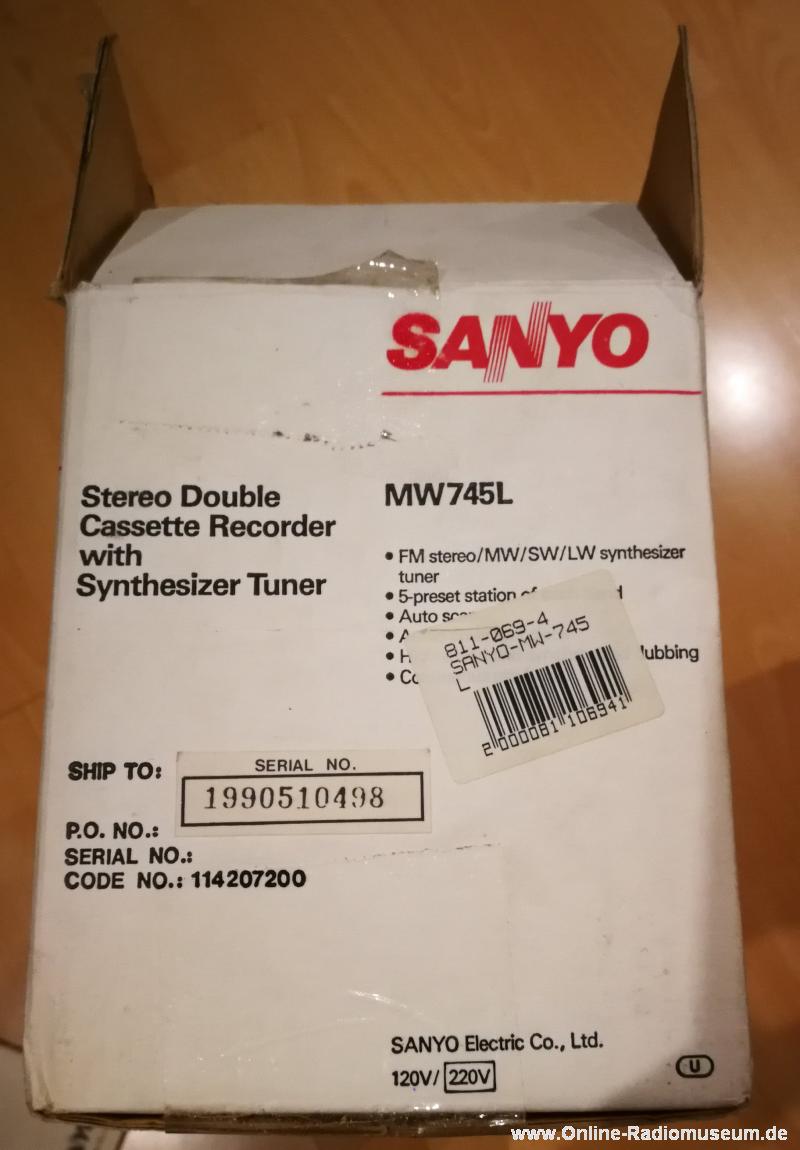 SANYO
Stereo Double
Cassette Recorder
with
Synthesizer Tuner
MW745L
• FM stereo/MW/SW/LW synthesizer
tuner
• 5-preset station
• Auto
•
•
•
811-069-4
SANYO-MW-745
L
2 000081 106941
SHIP TO:
SERIAL NO.
1990510498
P.O. NO.:
SERIAL NO.:
CODE NO.: 114207200
SANYO Electric Co., Ltd.
120V/ 220V
U
www.Online-Radiomuseum.de